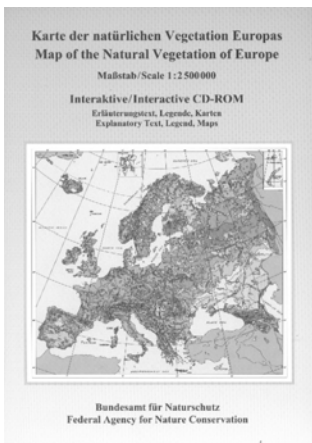 Karte der natürlichen Vegetation Europas
Map of the Natural Vegetation of Europe
Maßstab/Scale 1:2 500 000
Interaktive/Interactive CD-ROM
Erläuterungstext, Legende, Karten
Explanatory Text, Legend, Maps
Bundesamt für Naturschutz
Federal Agency for Nature Conservation